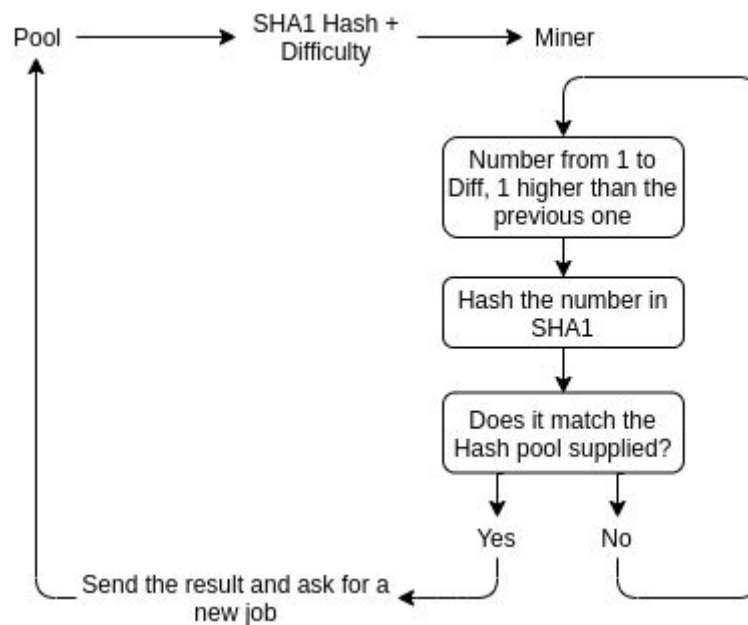 Pool
SHA1 Hash +
Difficulty
Miner
Number from 1 to
Diff, 1 higher than the
previous one
Hash the number in
SHA1
Does it match the
Hash pool supplied?
Yes
No
Send the result and ask for a
new job